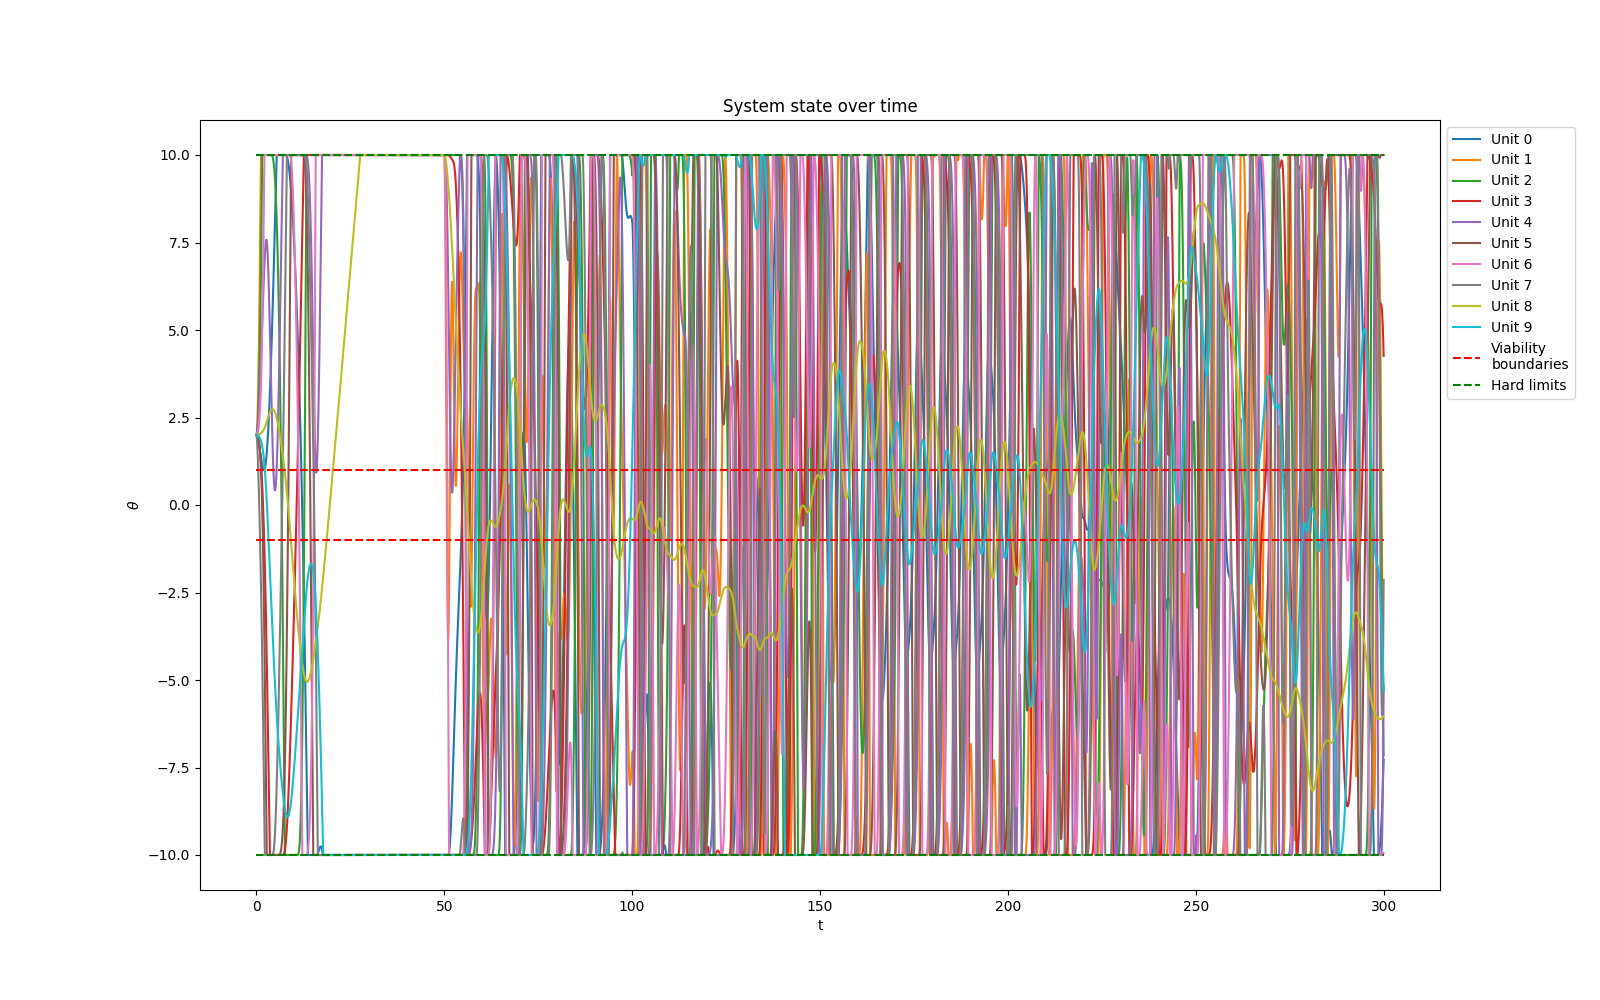 System state over time
10.0
7.5
5.0
2.5
0.0
−2.5
−5.0
−7.5
−10.0
θ
0
50
100
150
200
250
300
t
Unit 0
Unit 1
Unit 2
Unit 3
Unit 4
Unit 5
Unit 6
Unit 7
Unit 8
Unit 9
Viability
boundaries
Hard limits